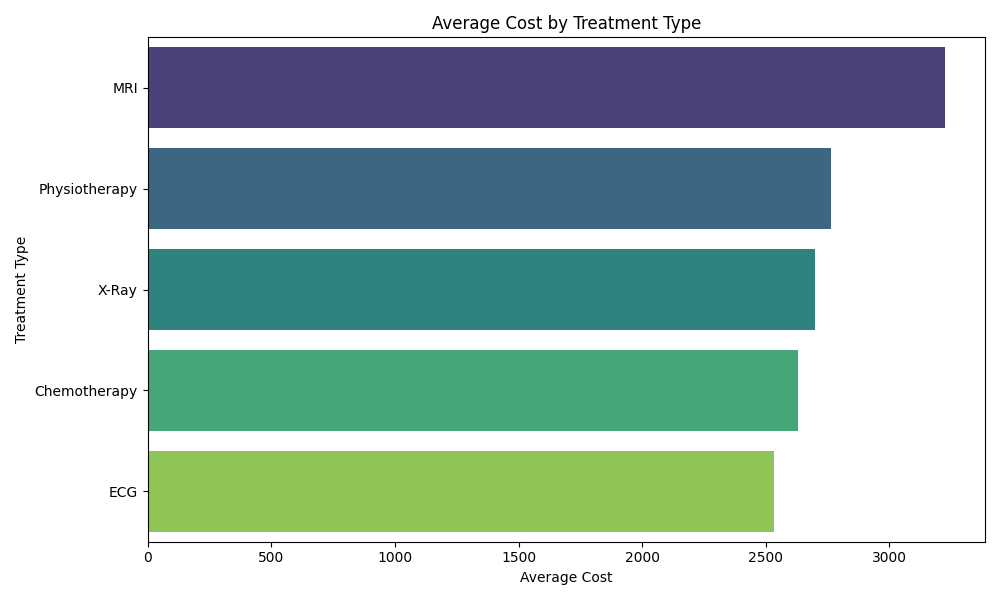 Average Cost by Treatment Type
Treatment Type
MRI
Physiotherapy
X-Ray
Chemotherapy
ECG
0 500 1000 1500 2000 2500 3000
Average Cost